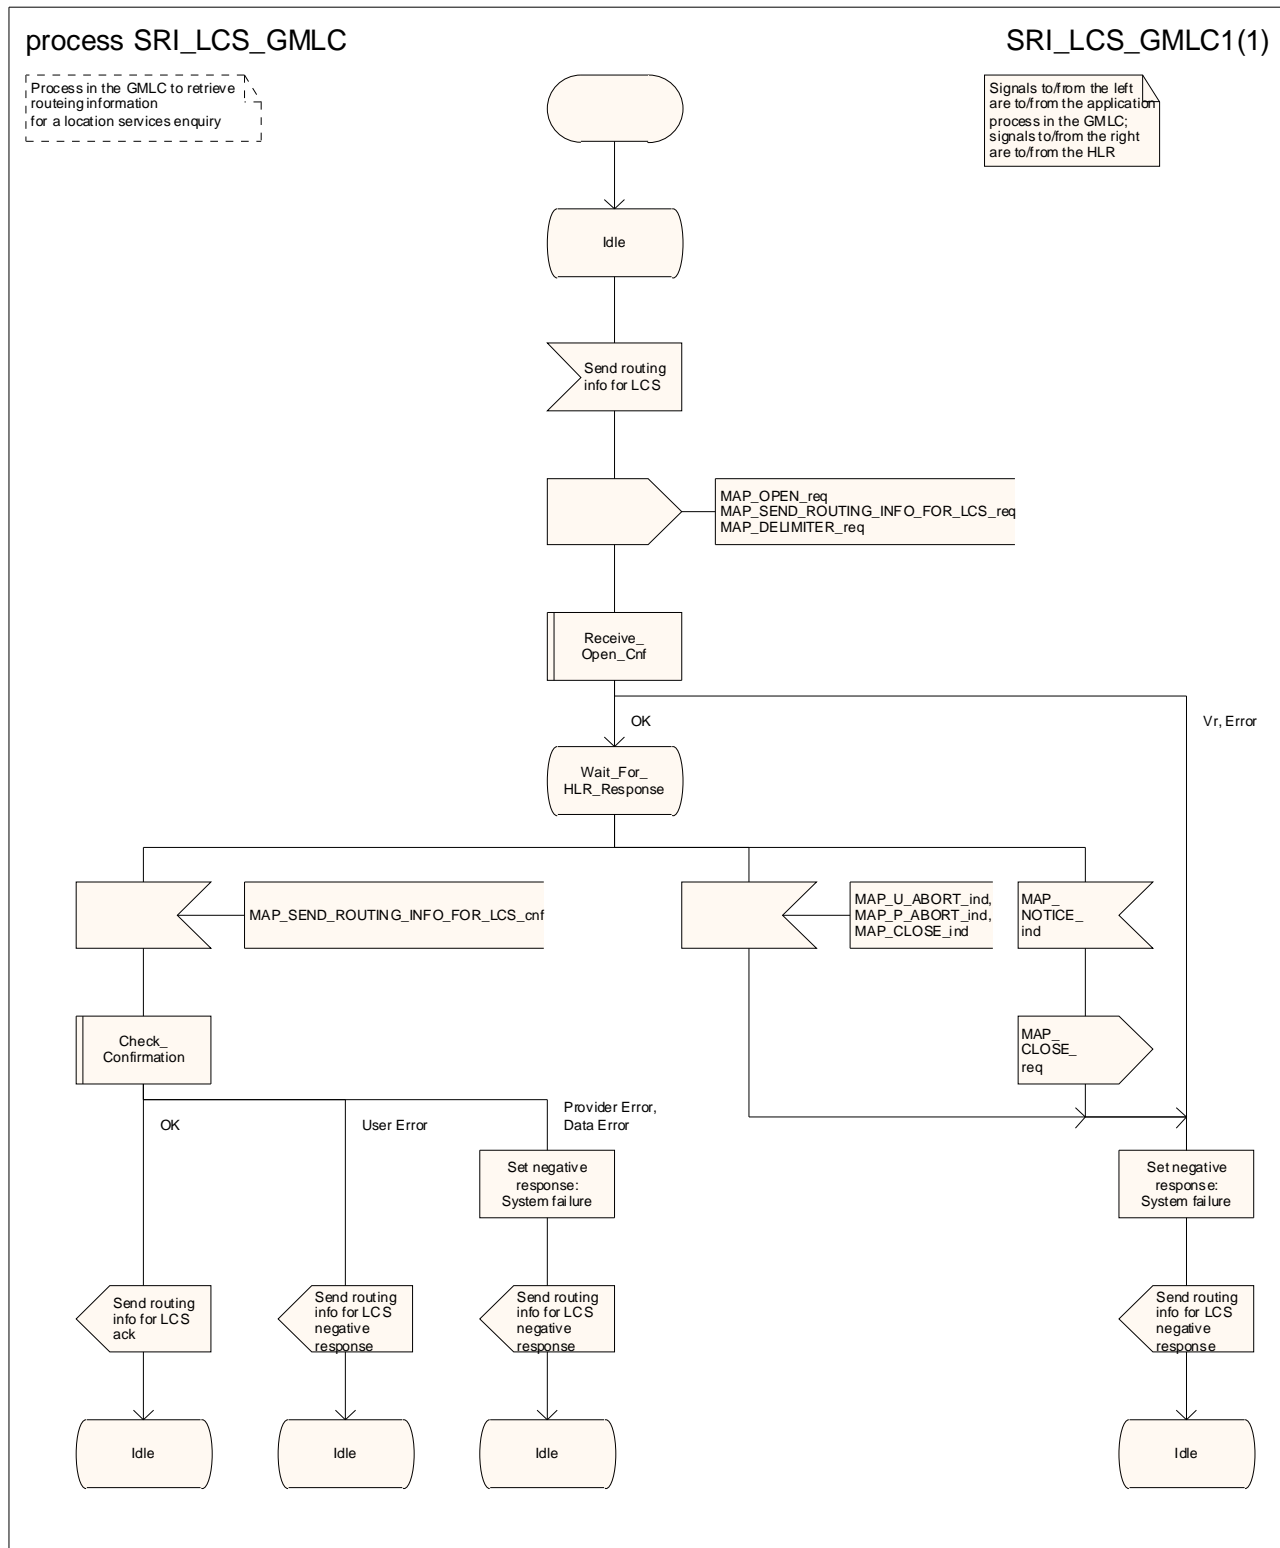 process SRI_LCS_GMLC
SRI_LCS_GMLC1(1)
Process in the GMLC to retrieve
routeing information
for a location services enquiry
Signals to/from the left
are to/from the application
process in the GMLC;
signals to/from the right
are to/from the HLR
Idle
Send routing
info for LCS
MAP_OPEN_req
MAP_SEND_ROUTING_INFO_FOR_LCS_req
MAP_DELIMITER_req
Receive_
Open_Cnf
OK
Vr, Error
Wait_For_
HLR_Response
MAP_SEND_ROUTING_INFO_FOR_LCS_cnf
MAP_U_ABORT_ind,
MAP_P_ABORT_ind,
MAP_CLOSE_ind
MAP_
NOTICE_
ind
Check_
Confirmation
MAP_
CLOSE_
req
OK
User Error
Provider Error,
Data Error
Set negative
response:
System failure
Set negative
response:
System failure
Send routing
info for LCS
ack
Send routing
info for LCS
negative
response
Send routing
info for LCS
negative
response
Send routing
info for LCS
negative
response
Idle
Idle
Idle
Idle